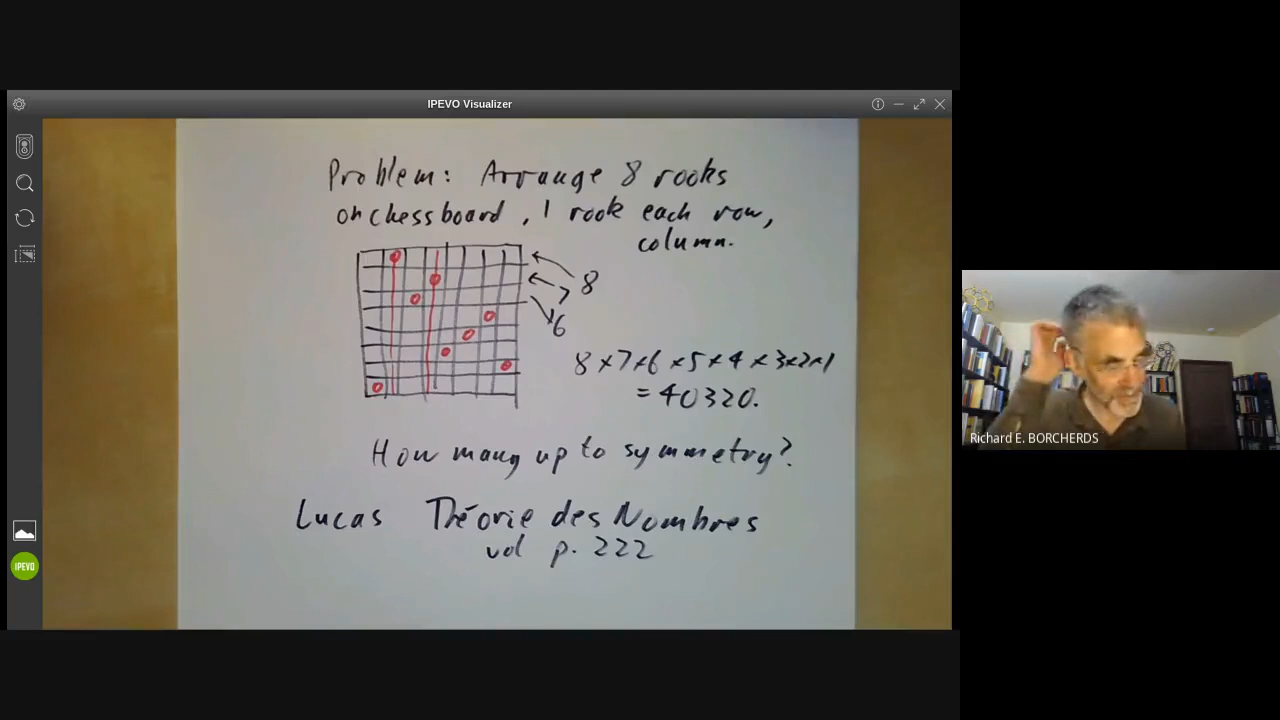 IPEVO Visualizer
Problem: Arrange 8 rooks
on chessboard, 1 rook each row,
column.
8
7
6
8×7×6×5×4×3×2×1
= 40320.
How many up to symmetry?
Lucas Théorie des Nombres
vol p. 222
IPEVO
Richard E. BORCHERDS